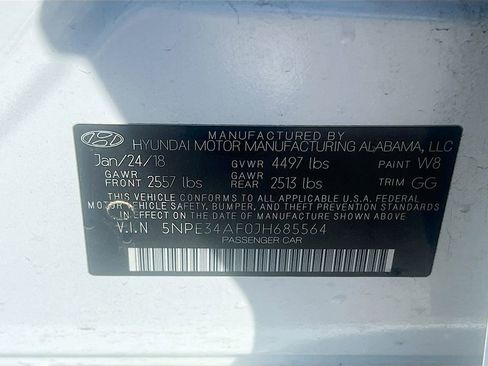 MANUFACTURED BY
HYUNDAI MOTOR MANUFACTURING ALABAMA, LLC
Jan/24/18 GVWR 4497 lbs PAINT W8
GAWR FRONT 2557 lbs GAWR REAR 2513 lbs TRIM GG
THIS VEHICLE CONFORMS TO ALL APPLICABLE U.S.A. FEDERAL
MOTOR VEHICLE SAFETY, BUMPER, AND THEFT PREVENTION STANDARDS
IN EFFECT ON THE DATE OF MANUFACTURE SHOWN ABOVE.
V.I.N 5NPE34AF0JH685564
PASSENGER CAR